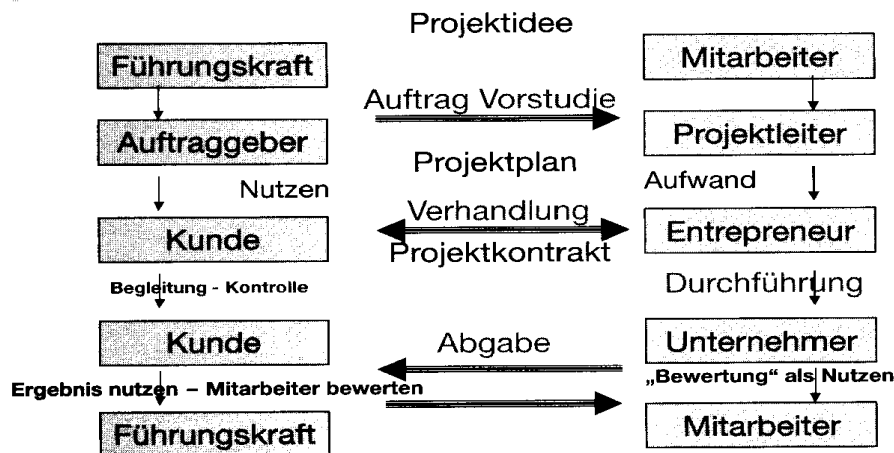 Projektidee
Führungskraft
Mitarbeiter
Auftrag Vorstudie
Auftraggeber
Projektleiter
Projektplan
Nutzen
Aufwand
Verhandlung
Kunde
Entrepreneur
Projektkontrakt
Begleitung - Kontrolle
Durchführung
Kunde
Abgabe
Unternehmer
Ergebnis nutzen – Mitarbeiter bewerten
„Bewertung“ als Nutzen
Führungskraft
Mitarbeiter